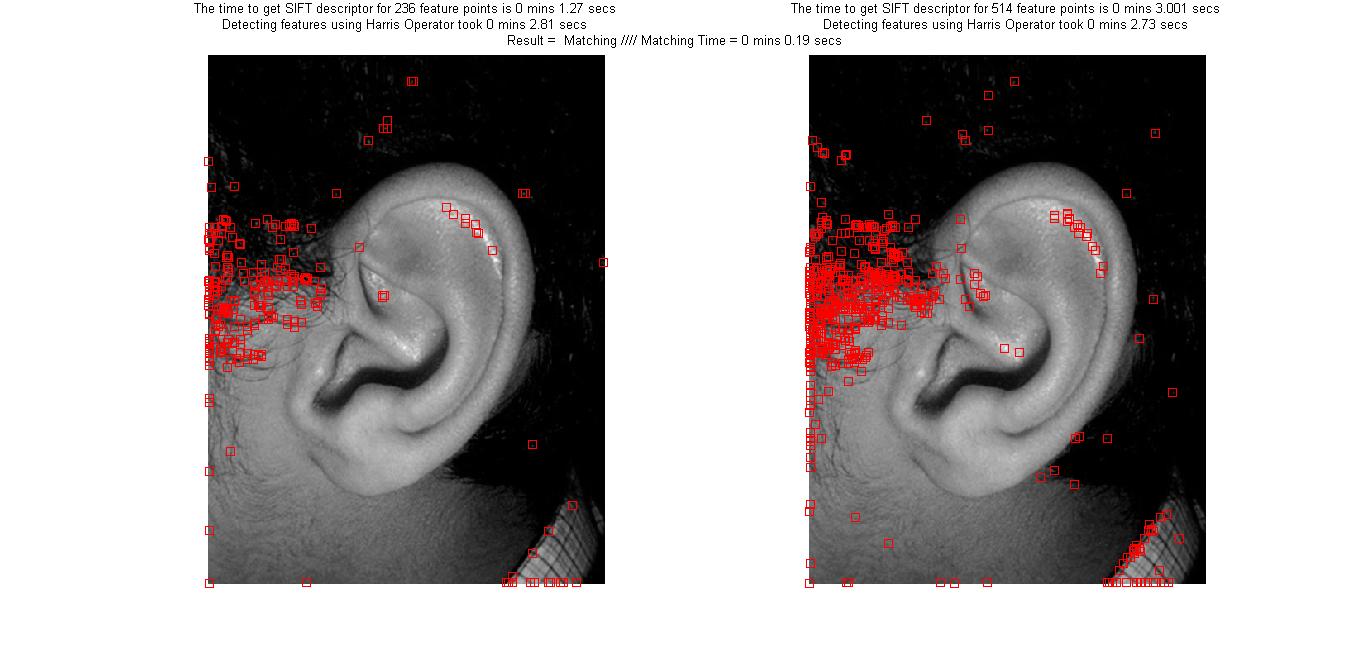 The time to get SIFT descriptor for 236 feature points is 0 mins 1.27 secs
Detecting features using Harris Operator took 0 mins 2.81 secs
The time to get SIFT descriptor for 514 feature points is 0 mins 3.001 secs
Detecting features using Harris Operator took 0 mins 2.73 secs
Result =  Matching //// Matching Time = 0 mins 0.19 secs